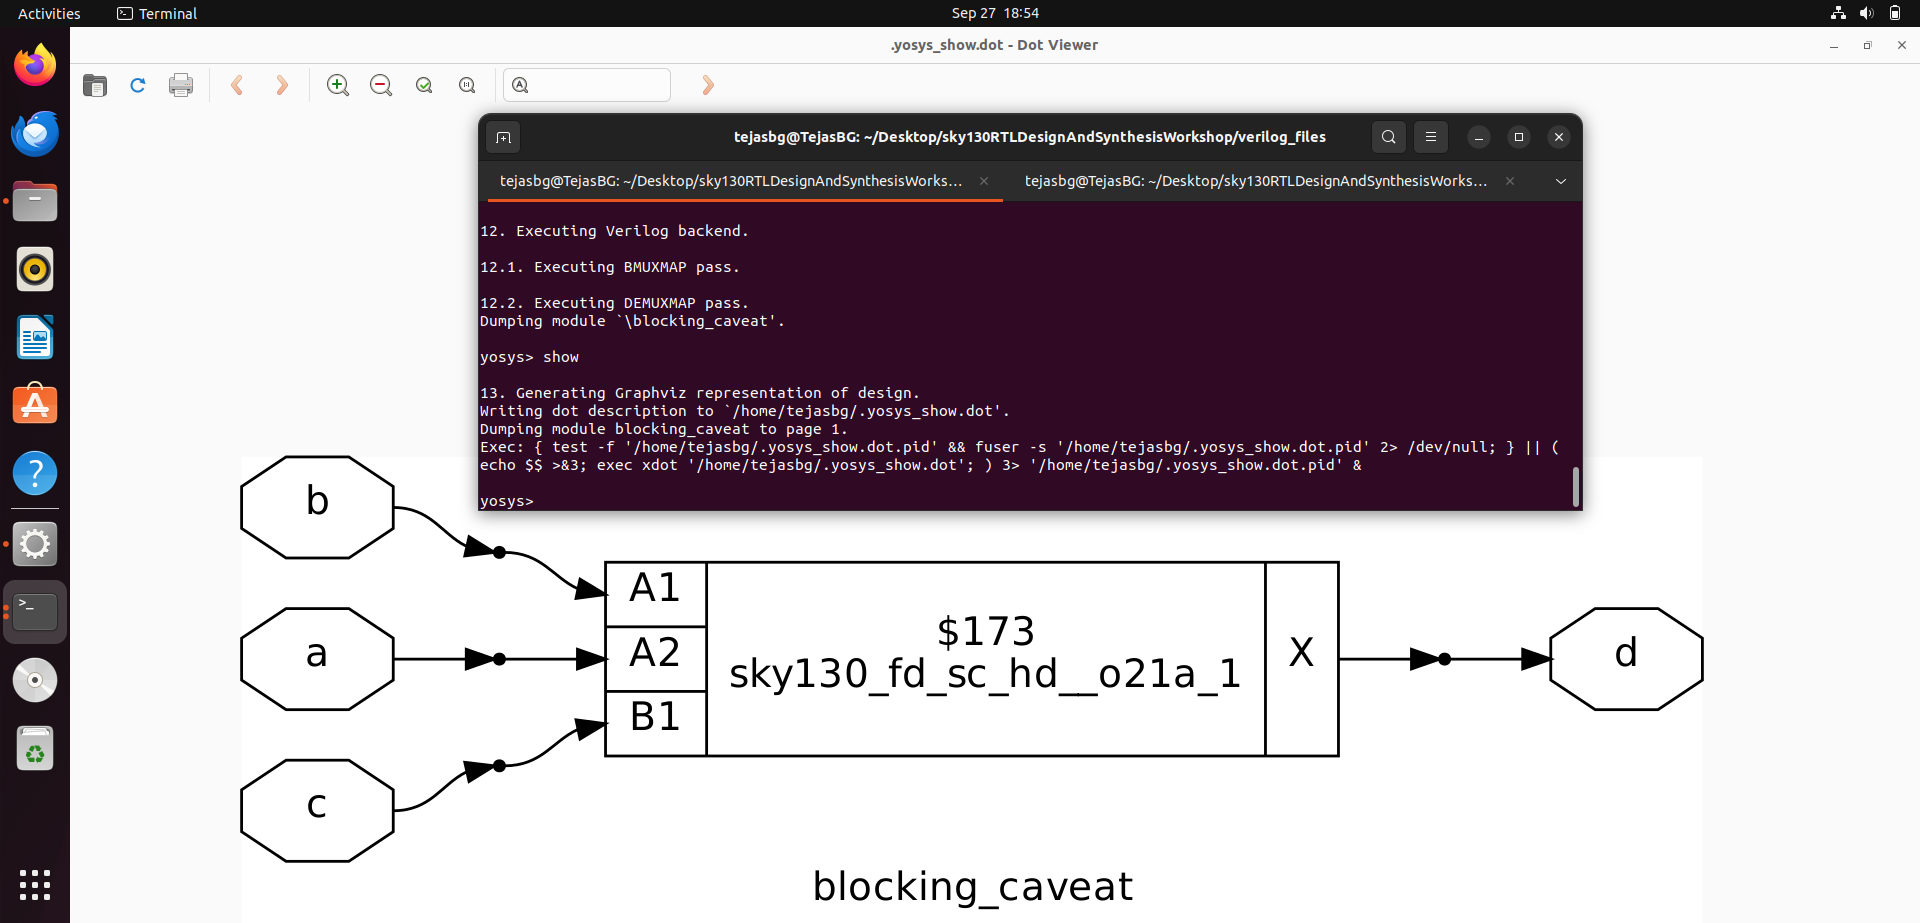 Activities
Terminal
Sep 27 18:54
.yosys_show.dot - Dot Viewer
tejasbg@TejasBG: ~/Desktop/sky130RTLDesignAndSynthesisWorkshop/verilog_files
tejasbg@TejasBG: ~/Desktop/sky130RTLDesignAndSynthesisWorks...
tejasbg@TejasBG: ~/Desktop/sky130RTLDesignAndSynthesisWorks...
12. Executing Verilog backend.
12.1. Executing BMUXMAP pass.
12.2. Executing DEMUXMAP pass.
Dumping module `\blocking_caveat'.
yosys> show
13. Generating Graphviz representation of design.
Writing dot description to `/home/tejasbg/.yosys_show.dot'.
Dumping module blocking_caveat to page 1.
Exec: { test -f '/home/tejasbg/.yosys_show.dot.pid' && fuser -s '/home/tejasbg/.yosys_show.dot.pid' 2> /dev/null; } || (
echo $$ >&3; exec xdot '/home/tejasbg/.yosys_show.dot'; ) 3> '/home/tejasbg/.yosys_show.dot.pid' &
yosys>
b
a
c
A1
A2
B1
$173
sky130_fd_sc_hd__o21a_1
X
d
blocking_caveat